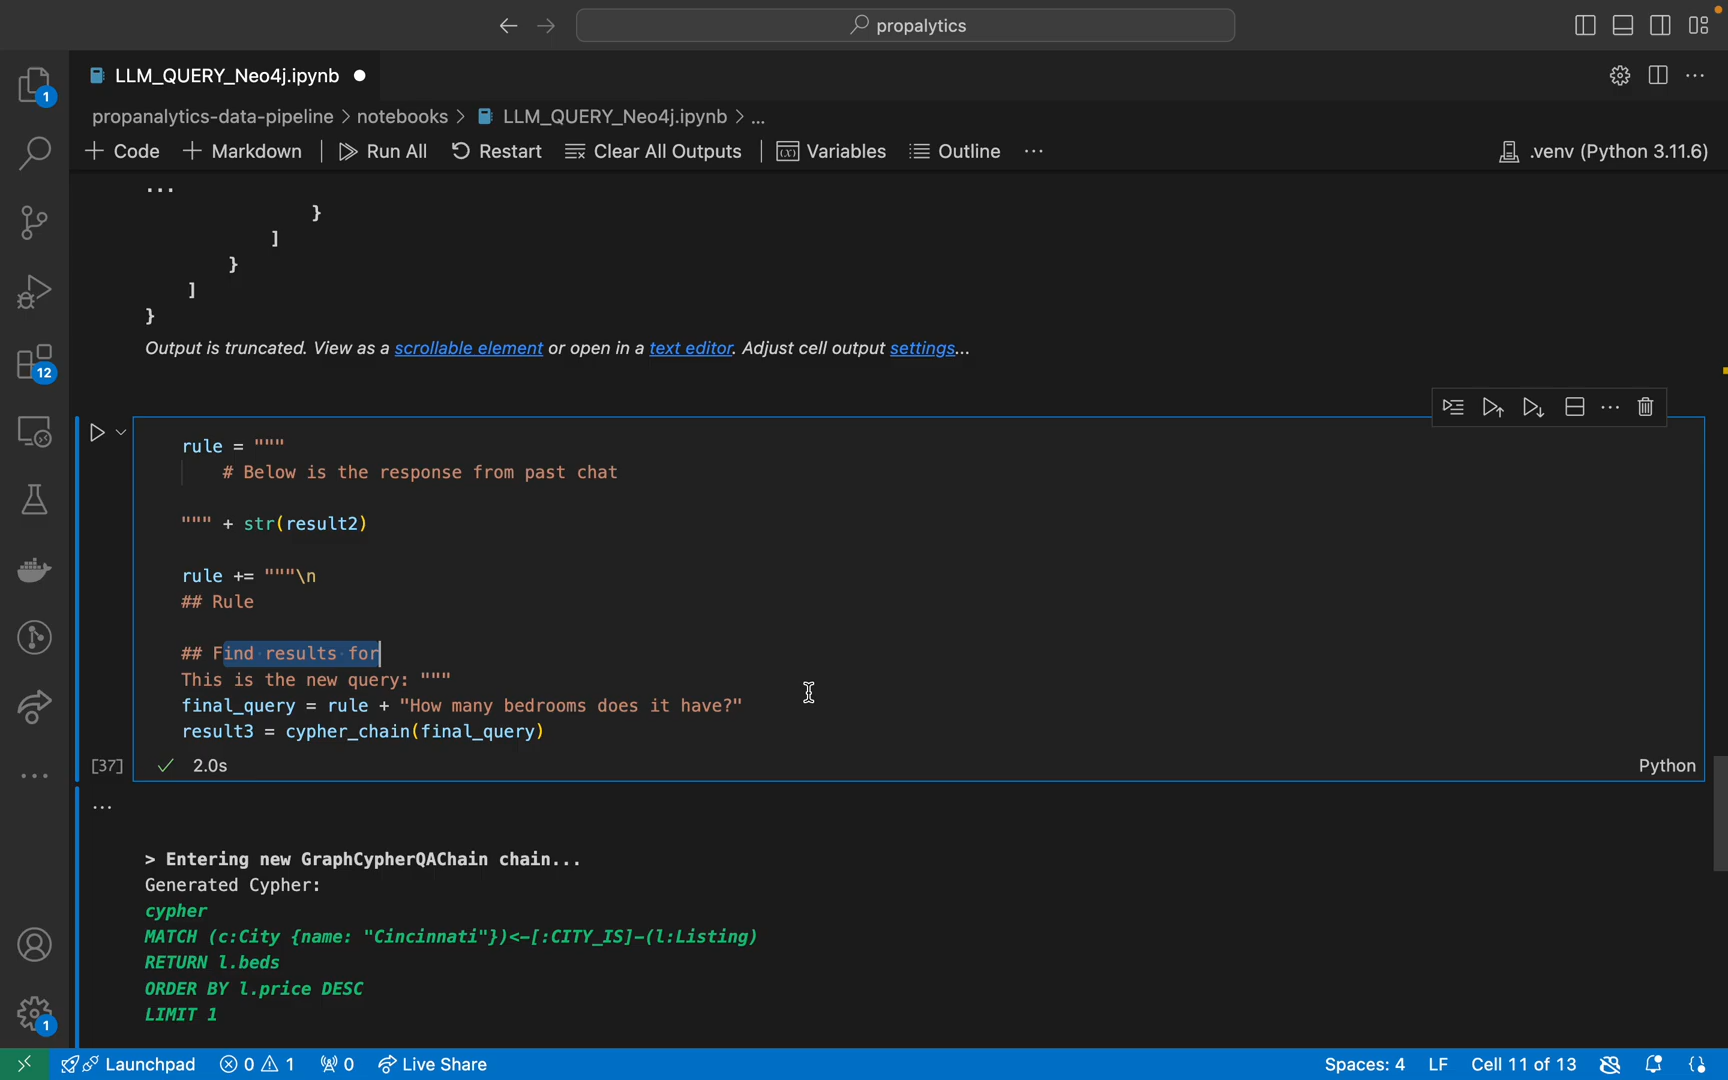 propalytics
LLM_QUERY_Neo4j.ipynb
propanalytics-data-pipeline > notebooks > LLM_QUERY_Neo4j.ipynb > ...
+ Code + Markdown Run All Restart Clear All Outputs Variables Outline ... .venv (Python 3.11.6)
...
}
]
}
]
}
Output is truncated. View as a scrollable element or open in a text editor. Adjust cell output settings...
rule = """
# Below is the response from past chat
""" + str(result2)
rule += """\n
## Rule
## Find results for
This is the new query: """
final_query = rule + "How many bedrooms does it have?"
result3 = cypher_chain(final_query)
[37] 2.0s Python
...
> Entering new GraphCypherQAChain chain...
Generated Cypher:
cypher
MATCH (c:City {name: "Cincinnati"})<-[:CITY_IS]-(l:Listing)
RETURN l.beds
ORDER BY l.price DESC
LIMIT 1
1
12
1
Launchpad 0 1 0 Live Share Spaces: 4 LF Cell 11 of 13